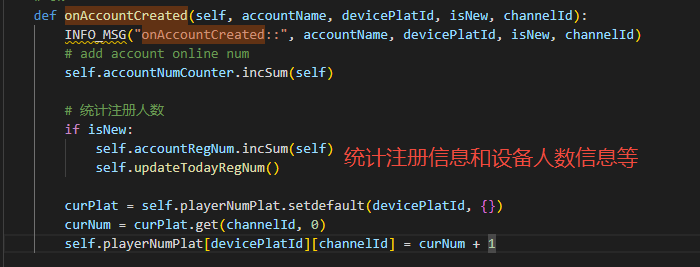 def onAccountCreated(self, accountName, devicePlatId, isNew, channelId):
INFO_MSG("onAccountCreated::", accountName, devicePlatId, isNew, channelId)
# add account online num
self.accountNumCounter.incSum(self)
# 统计注册人数
if isNew:
self.accountRegNum.incSum(self)
统计注册信息和设备人数信息等
self.updateTodayRegNum()
curPlat = self.playerNumPlat.setdefault(devicePlatId, {})
curNum = curPlat.get(channelId, 0)
self.playerNumPlat[devicePlatId][channelId] = curNum + 1